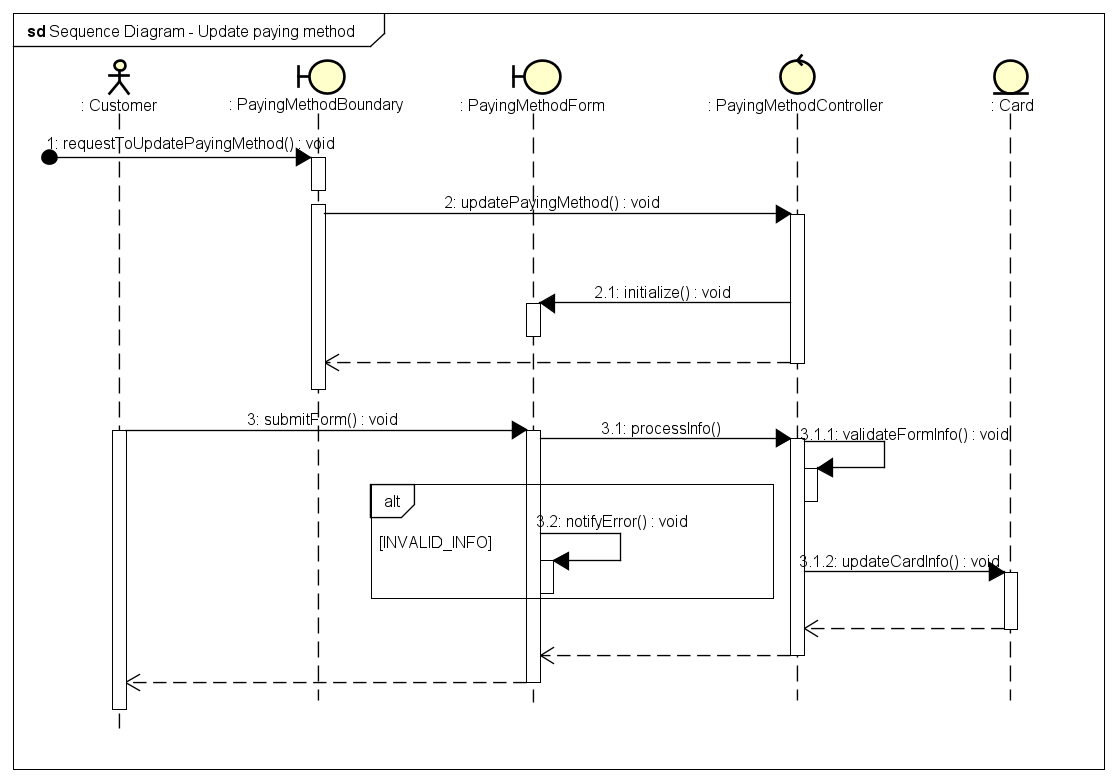 sd Sequence Diagram - Update paying method
: Customer
: PayingMethodBoundary
: PayingMethodForm
: PayingMethodController
: Card
1: requestToUpdatePayingMethod() : void
2: updatePayingMethod() : void
2.1: initialize() : void
3: submitForm() : void
3.1: processInfo()
3.1.1: validateFormInfo() : void
alt
3.2: notifyError() : void
[INVALID_INFO]
3.1.2: updateCardInfo() : void